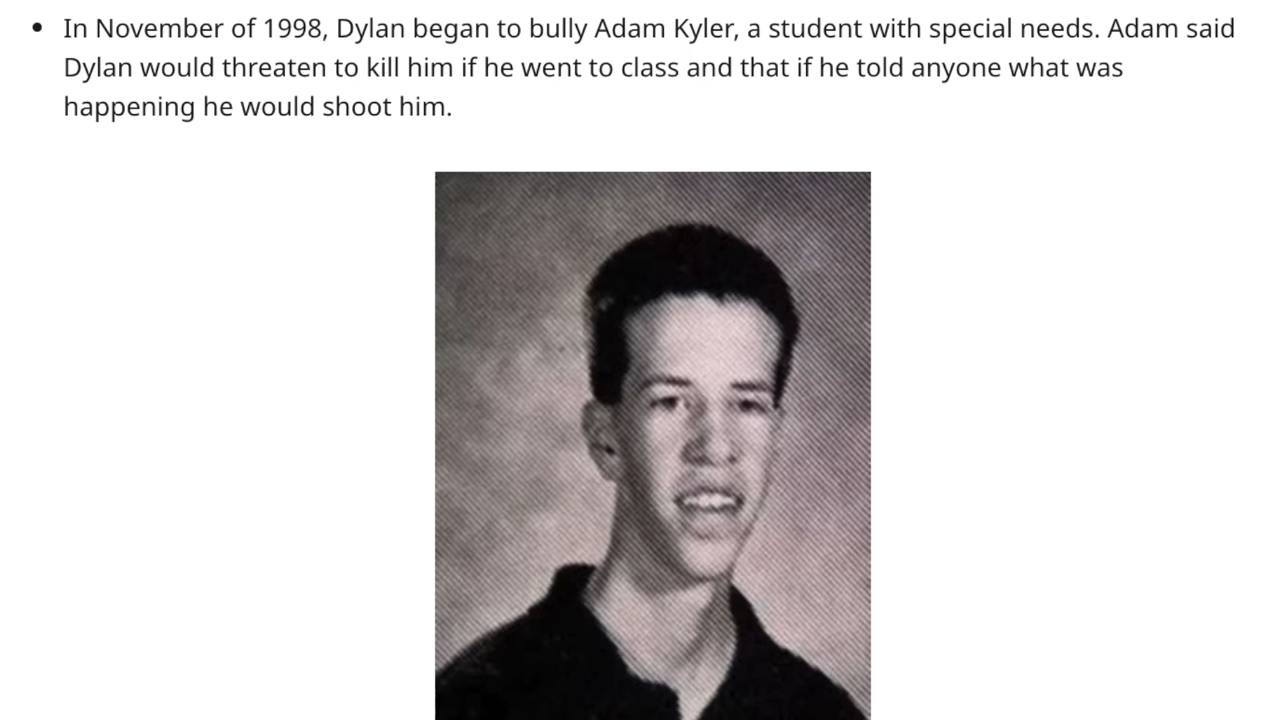 In November of 1998, Dylan began to bully Adam Kyler, a student with special needs. Adam said
Dylan would threaten to kill him if he went to class and that if he told anyone what was
happening he would shoot him.